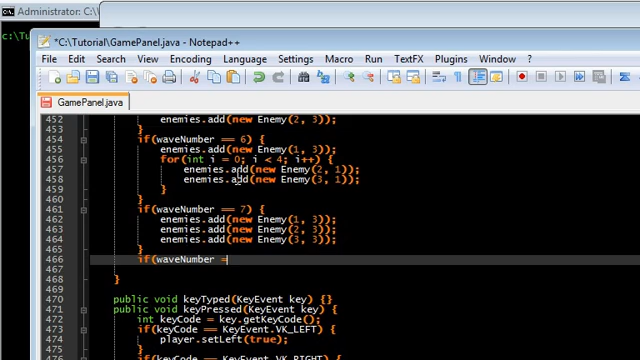 Administrator: C:\
c:\Tu
*C:\Tutorial\GamePanel.java - Notepad++
File Edit Search View Encoding Language Settings Macro Run TextFX Plugins Window ?
GamePanel.java
452 enemies.add(new Enemy(2, 3));
453 }
454 if(waveNumber == 6) {
455 enemies.add(new Enemy(1, 3));
456 for(int i = 0; i < 4; i++) {
457 enemies.add(new Enemy(2, 1));
458 enemies.add(new Enemy(3, 1));
459 }
460 }
461 if(waveNumber == 7) {
462 enemies.add(new Enemy(1, 3));
463 enemies.add(new Enemy(2, 3));
464 enemies.add(new Enemy(3, 3));
465 }
466 if(waveNumber =
467
468 }
469
470 public void keyTyped(KeyEvent key) {}
471 public void keyPressed(KeyEvent key) {
472 int keyCode = key.getKeyCode();
473 if(keyCode == KeyEvent.VK_LEFT) {
474 player.setLeft(true);
475 }
476 if(keyCode == KeyEvent.VK_RIGHT) {